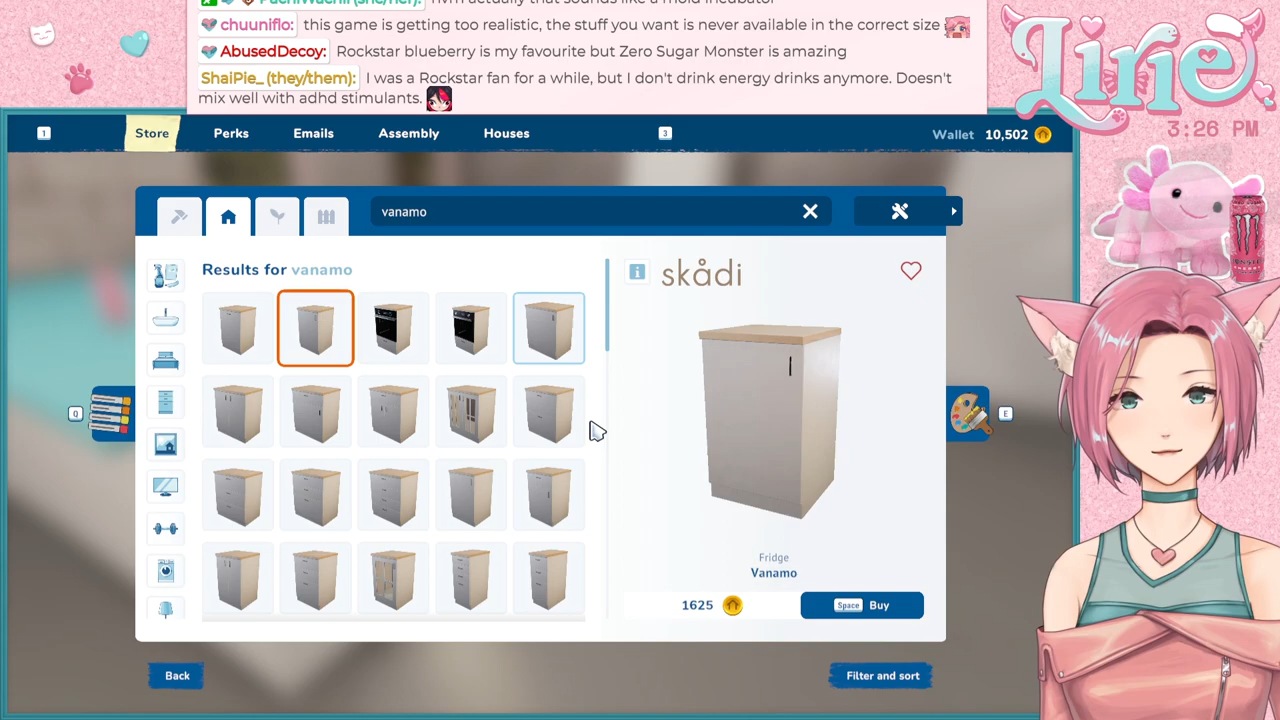 chuuniflo: this game is getting too realistic, the stuff you want is never available in the correct size
AbusedDecoy: Rockstar blueberry is my favourite but Zero Sugar Monster is amazing
ShaiPie_ (they/them): I was a Rockstar fan for a while, but I don't drink energy drinks anymore. Doesn't
mix well with adhd stimulants.
Lirie
3:26 PM
1 Store Perks Emails Assembly Houses 3 Wallet 10,502
vanamo
Results for vanamo
skådi
Q
E
Fridge
Vanamo
1625 Space Buy
Back Filter and sort